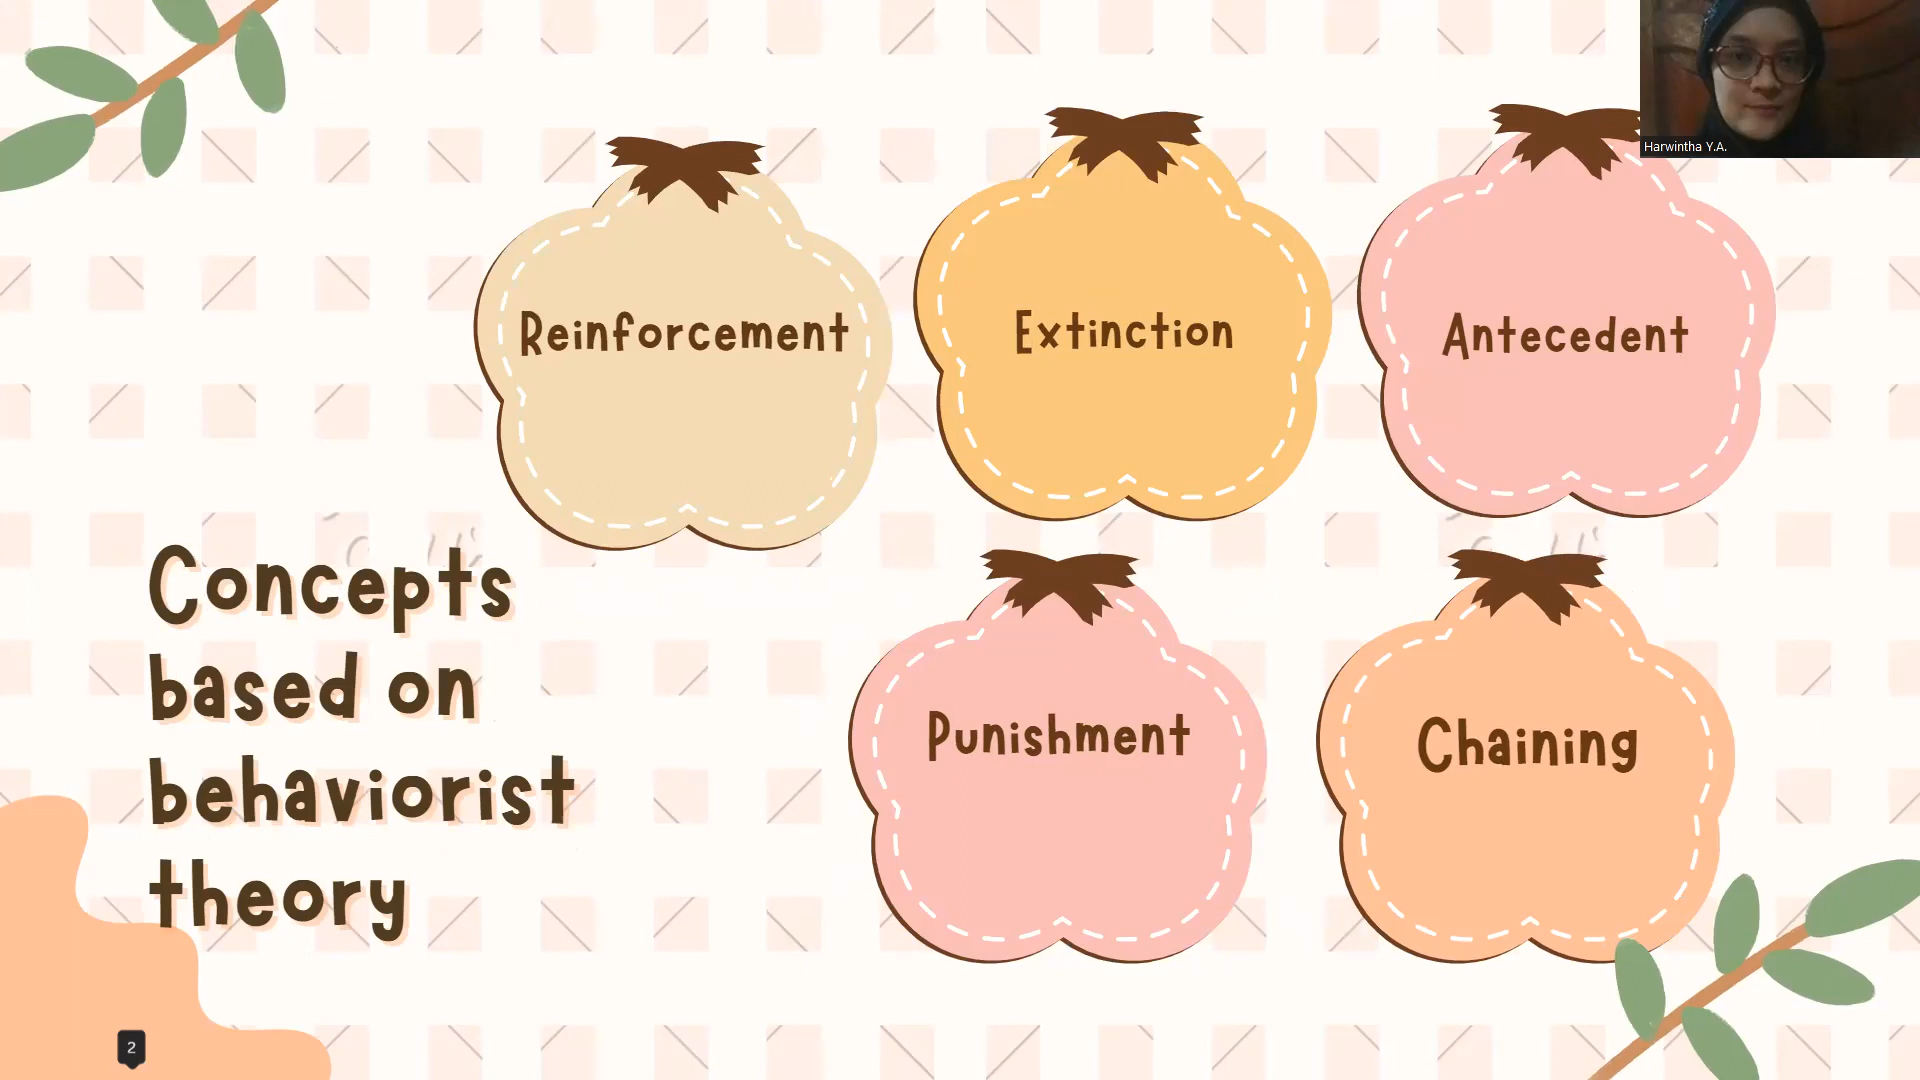 Harwintha Y.A.
Reinforcement
Extinction
Antecedent
Concepts
based on
behaviorist
theory
Punishment
Chaining
2